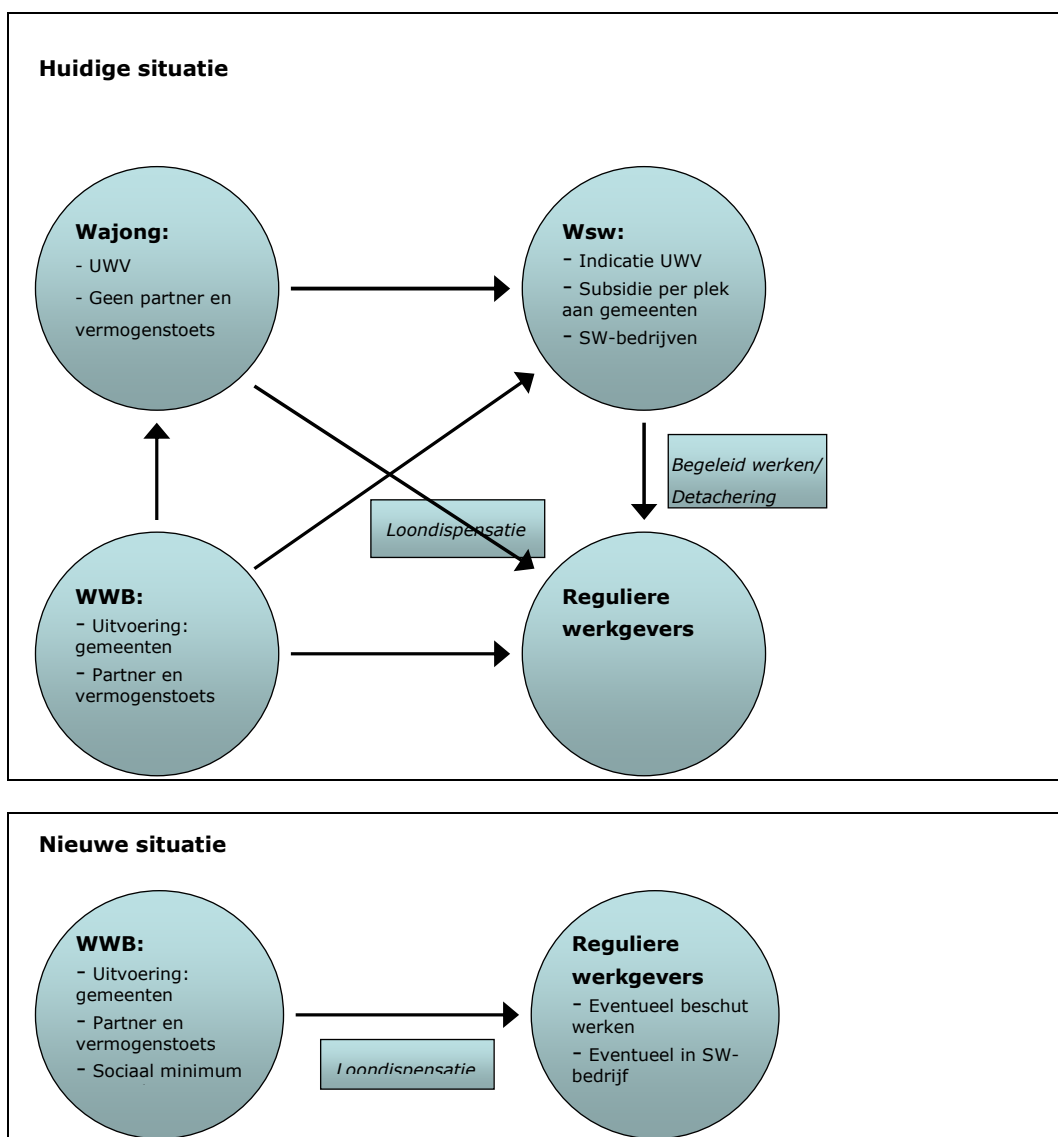 Huidige situatie
Wajong:
- UWV
- Geen partner en
vermogenstoets
Wsw:
- Indicatie UWV
- Subsidie per plek
aan gemeenten
- SW-bedrijven
Begeleid werken/
Detachering
Loondispensatie
WWB:
- Uitvoering:
gemeenten
- Partner en
vermogenstoets
Reguliere
werkgevers
Nieuwe situatie
WWB:
- Uitvoering:
gemeenten
- Partner en
vermogenstoets
- Sociaal minimum
Loondispensatie
Reguliere
werkgevers
- Eventueel beschut
werken
- Eventueel in SW-
bedrijf